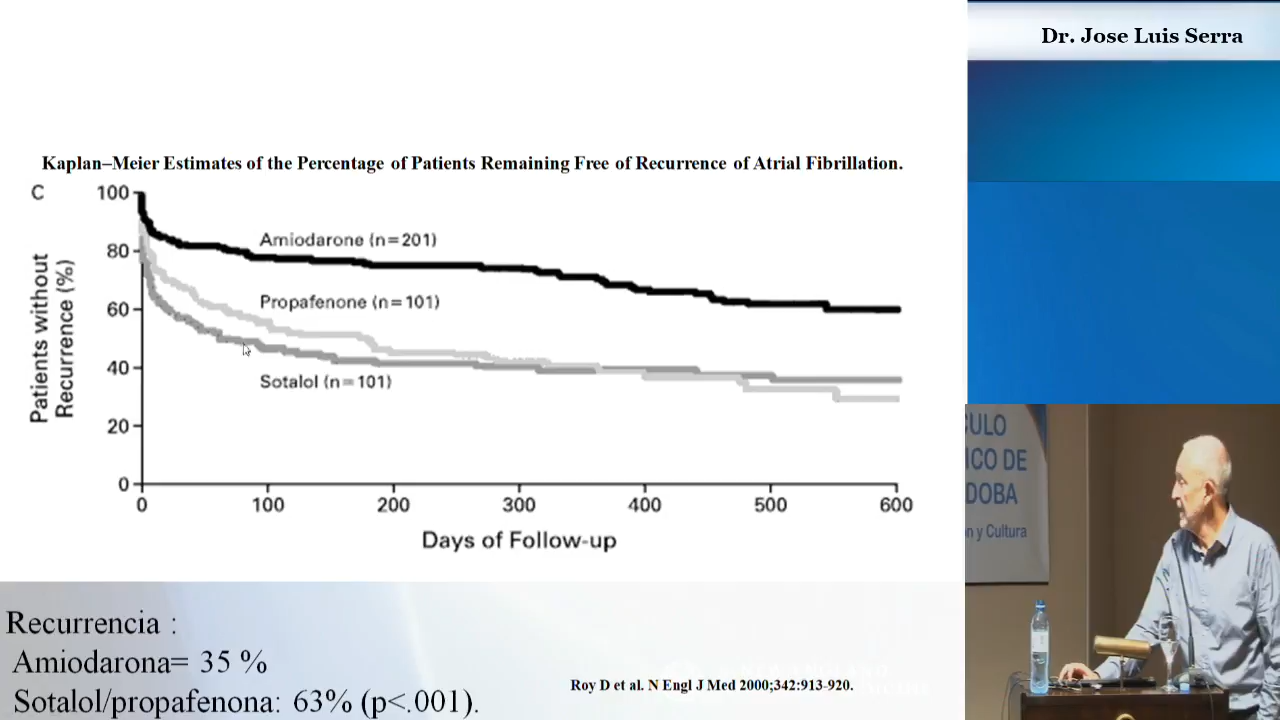 Dr. Jose Luis Serra
Kaplan–Meier Estimates of the Percentage of Patients Remaining Free of Recurrence of Atrial Fibrillation.
C
100
80
60
40
20
0
Patients without
Recurrence (%)
Amiodarone (n=201)
Propafenone (n=101)
Sotalol (n=101)
0 100 200 300 400 500 600
Days of Follow-up
Recurrencia :
Amiodarona= 35 %
Sotalol/propafenona: 63% (p<.001).
Roy D et al. N Engl J Med 2000;342:913-920.
CULO
ICO DE
DOBA
n y Cultura